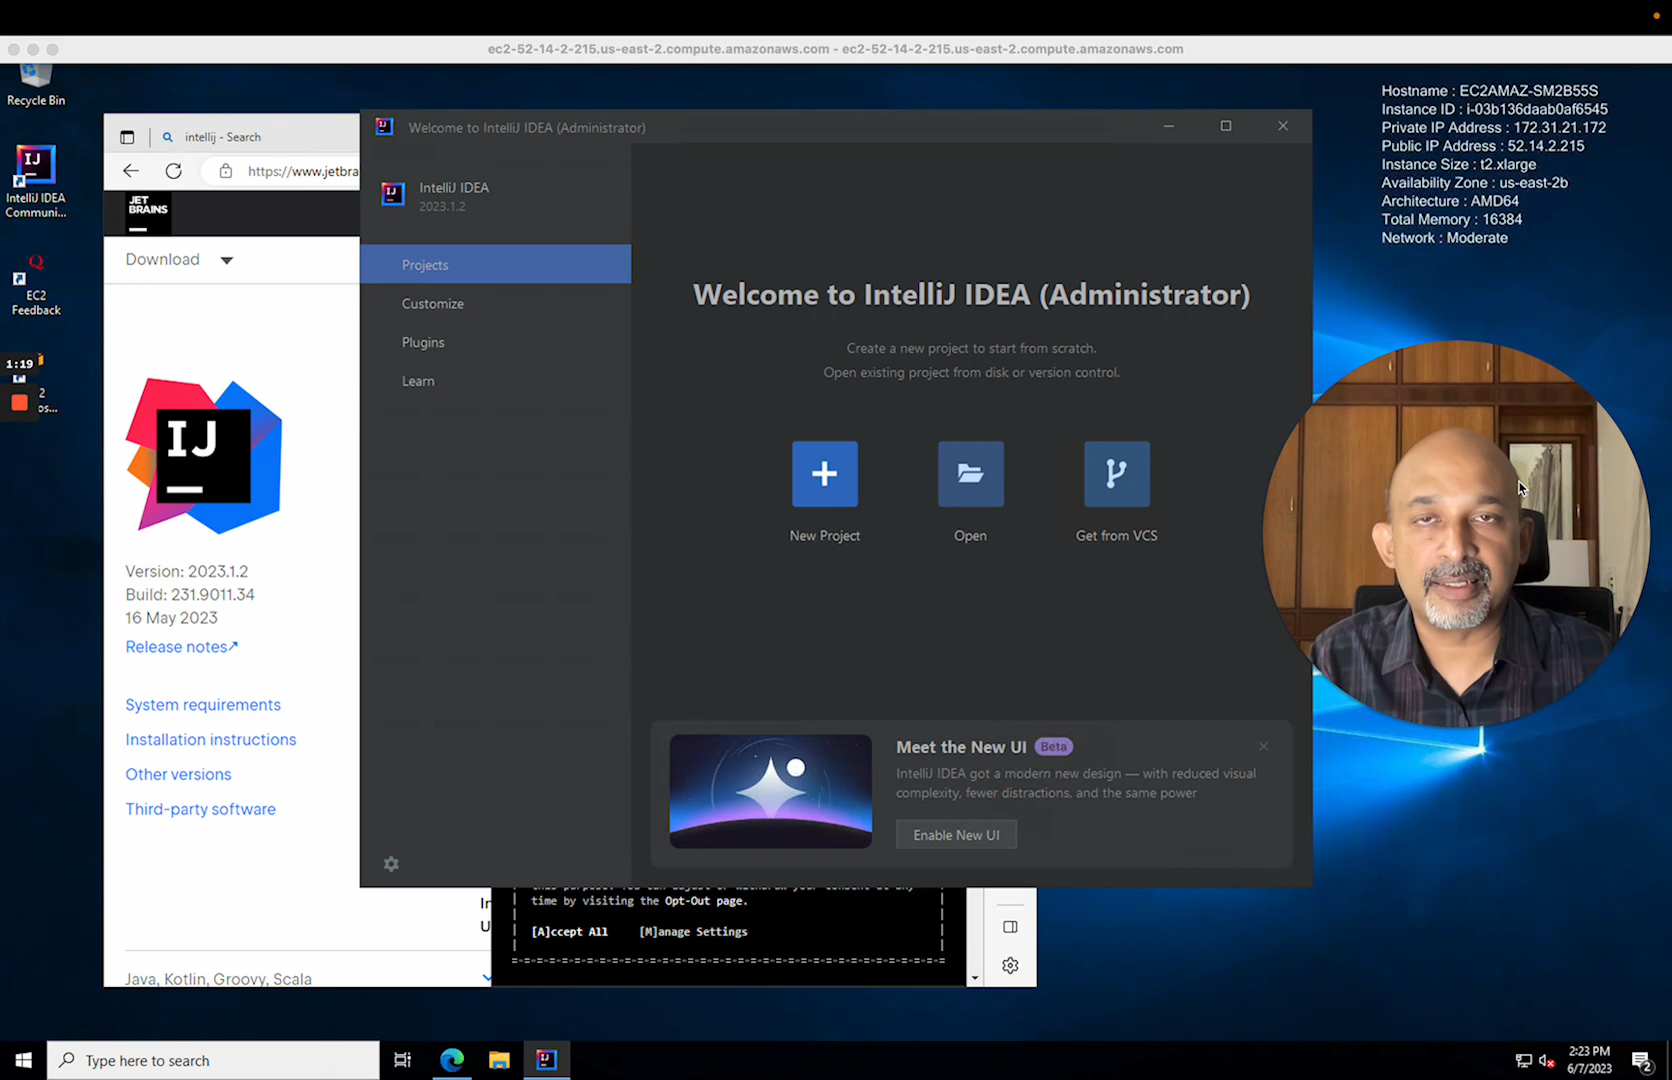 ec2-52-14-2-215.us-east-2.compute.amazonaws.com - ec2-52-14-2-215.us-east-2.compute.amazonaws.com
Recycle Bin
IJ
IntelliJ IDEA
Communi...
EC2
Feedback
1:19
2
os...
Hostname : EC2AMAZ-SM2B55S
Instance ID : i-03b136daab0af6545
Private IP Address : 172.31.21.172
Public IP Address : 52.14.2.215
Instance Size : t2.xlarge
Availability Zone : us-east-2b
Architecture : AMD64
Total Memory : 16384
Network : Moderate
intellij - Search
https://www.jetbra
JET
BRAINS
Download
IJ
Version: 2023.1.2
Build: 231.9011.34
16 May 2023
Release notes↗
System requirements
Installation instructions
Other versions
Third-party software
Java, Kotlin, Groovy, Scala
Welcome to IntelliJ IDEA (Administrator)
IJ
IntelliJ IDEA
2023.1.2
Projects
Customize
Plugins
Learn
Welcome to IntelliJ IDEA (Administrator)
Create a new project to start from scratch.
Open existing project from disk or version control.
New Project
Open
Get from VCS
Meet the New UI Beta
IntelliJ IDEA got a modern new design — with reduced visual
complexity, fewer distractions, and the same power
Enable New UI
time by visiting the Opt-Out page.
[A]ccept All [M]anage Settings
Type here to search
2:23 PM
6/7/2023
2